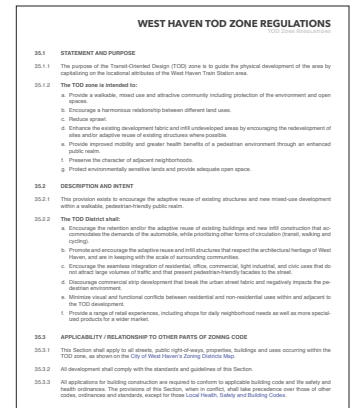 WEST HAVEN TOD ZONE REGULATIONS
TOD Zone Regulations
35.1 STATEMENT AND PURPOSE
35.1.1 The purpose of the Transit-Oriented Design (TOD) zone is to guide the physical development of the area by
capitalizing on the locational attributes of the West Haven Train Station area.
35.1.2 The TOD zone is intended to:
a. Provide a walkable, mixed use and attractive community including protection of the environment and open
spaces.
b. Encourage a harmonious relationship between different land uses.
c. Reduce sprawl.
d. Enhance the existing development fabric and infill undeveloped areas by encouraging the redevelopment of
sites and/or adaptive reuse of existing structures where possible.
e. Provide improved mobility and greater health benefits of a pedestrian environment through an enhanced
public realm.
f. Preserve the character of adjacent neighborhoods.
g. Protect environmentally sensitive lands and provide adequate open space.
35.2 DESCRIPTION AND INTENT
35.2.1 This provision exists to encourage the adaptive reuse of existing structures and new mixed-use development
within a walkable, pedestrian-friendly public realm.
35.2.2 The TOD District shall:
a. Encourage the retention and/or the adaptive reuse of existing buildings and new infill construction that ac-
commodates the demands of the automobile, while prioritizing other forms of circulation (transit, walking and
cycling).
b. Promote and encourage the adaptive reuse and infill structures that respect the architectural heritage of West
Haven, and are in keeping with the scale of surrounding communities.
c. Encourage the seamless integration of residential, office, commercial, light industrial, and civic uses that do
not attract large volumes of traffic and that present pedestrian-friendly facades to the street.
d. Discourage commercial strip development that break the urban street fabric and negatively impacts the pe-
destrian environment.
e. Minimize visual and functional conflicts between residential and non-residential uses within and adjacent to
the TOD development.
f. Provide a range of retail experiences, including shops for daily neighborhood needs as well as more special-
ized products for a wider market.
35.3 APPLICABILITY / RELATIONSHIP TO OTHER PARTS OF ZONING CODE
35.3.1 This Section shall apply to all streets, public right-of-ways, properties, buildings and uses occurring within the
TOD zone, as shown on the City of West Haven's Zoning Districts Map.
35.3.2 All development shall comply with the standards and guidelines of this Section.
35.3.3 All applications for building construction are required to conform to applicable building code and life safety and
health ordinances. The provisions of this Section, when in conflict, shall take precedence over those of other
codes, ordinances and standards, except for those Local Health, Safety and Building Codes.